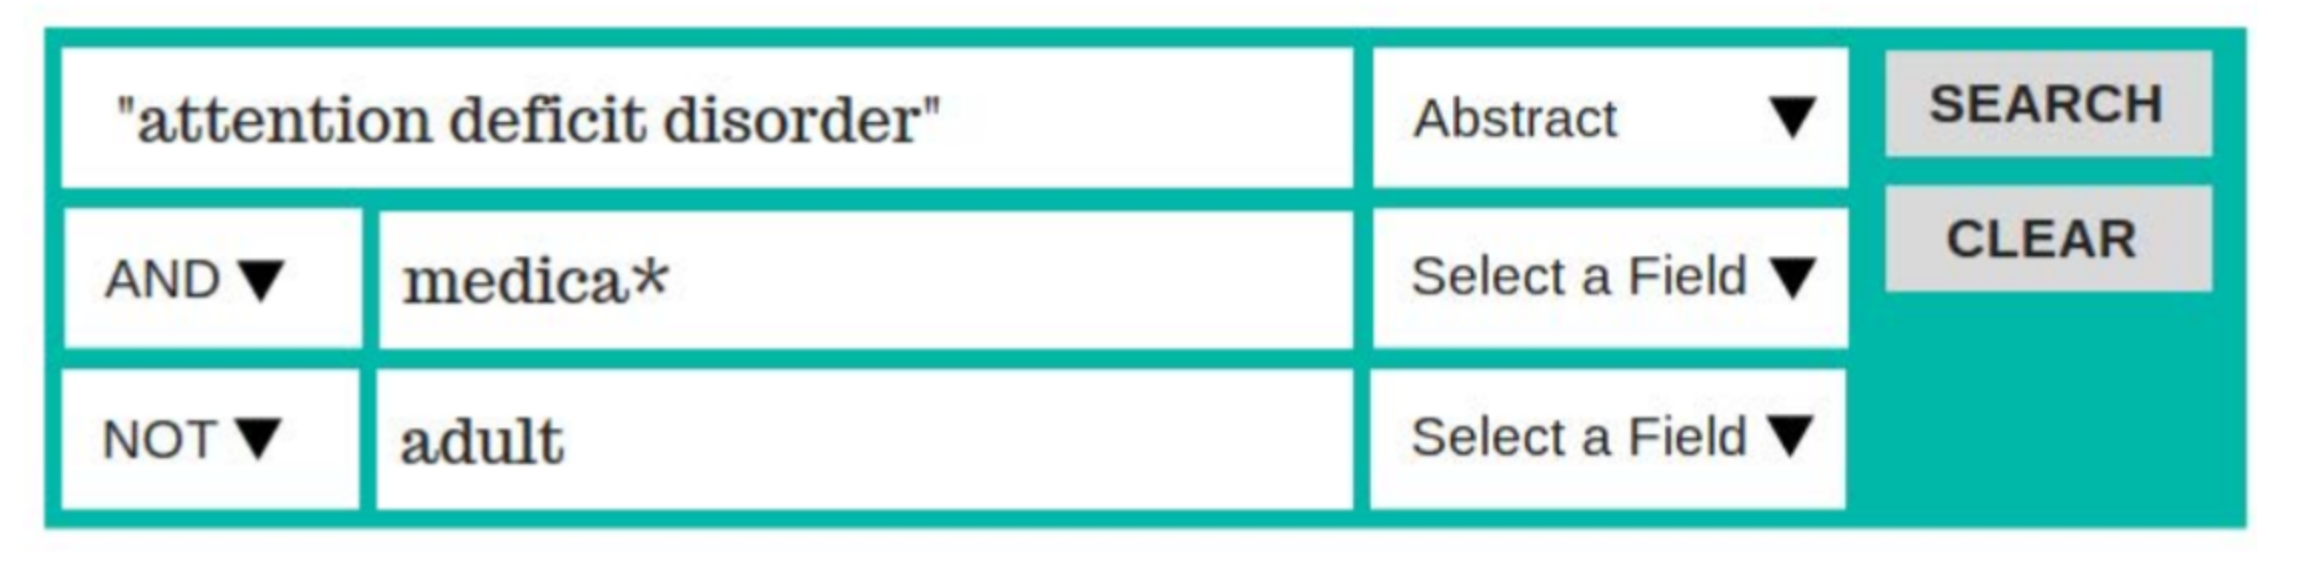 "attention deficit disorder" Abstract SEARCH
CLEAR
AND medica* Select a Field
NOT adult Select a Field